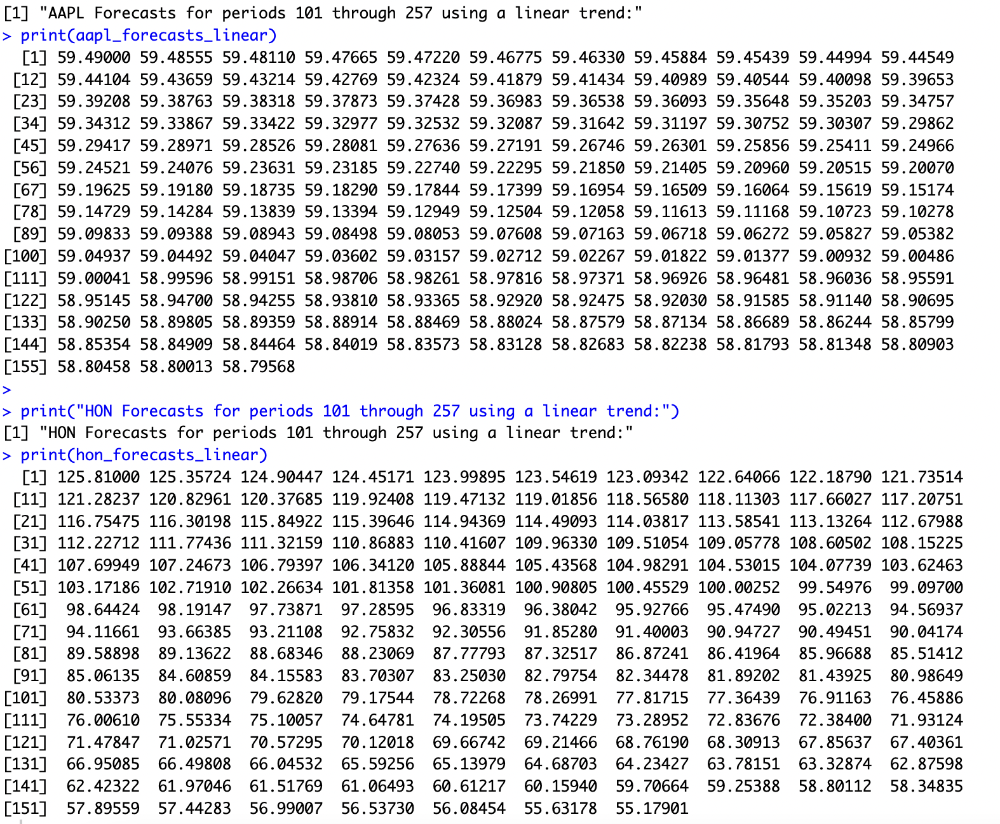 [1] "AAPL Forecasts for periods 101 through 257 using a linear trend:"
> print(aapl_forecasts_linear)
  [1] 59.49000 59.48555 59.48110 59.47665 59.47220 59.46775 59.46330 59.45884 59.45439 59.44994 59.44549
 [12] 59.44104 59.43659 59.43214 59.42769 59.42324 59.41879 59.41434 59.40989 59.40544 59.40098 59.39653
 [23] 59.39208 59.38763 59.38318 59.37873 59.37428 59.36983 59.36538 59.36093 59.35648 59.35203 59.34757
 [34] 59.34312 59.33867 59.33422 59.32977 59.32532 59.32087 59.31642 59.31197 59.30752 59.30307 59.29862
 [45] 59.29417 59.28971 59.28526 59.28081 59.27636 59.27191 59.26746 59.26301 59.25856 59.25411 59.24966
 [56] 59.24521 59.24076 59.23631 59.23185 59.22740 59.22295 59.21850 59.21405 59.20960 59.20515 59.20070
 [67] 59.19625 59.19180 59.18735 59.18290 59.17844 59.17399 59.16954 59.16509 59.16064 59.15619 59.15174
 [78] 59.14729 59.14284 59.13839 59.13394 59.12949 59.12504 59.12058 59.11613 59.11168 59.10723 59.10278
 [89] 59.09833 59.09388 59.08943 59.08498 59.08053 59.07608 59.07163 59.06718 59.06272 59.05827 59.05382
[100] 59.04937 59.04492 59.04047 59.03602 59.03157 59.02712 59.02267 59.01822 59.01377 59.00932 59.00486
[111] 59.00041 58.99596 58.99151 58.98706 58.98261 58.97816 58.97371 58.96926 58.96481 58.96036 58.95591
[122] 58.95145 58.94700 58.94255 58.93810 58.93365 58.92920 58.92475 58.92030 58.91585 58.91140 58.90695
[133] 58.90250 58.89805 58.89359 58.88914 58.88469 58.88024 58.87579 58.87134 58.86689 58.86244 58.85799
[144] 58.85354 58.84909 58.84464 58.84019 58.83573 58.83128 58.82683 58.82238 58.81793 58.81348 58.80903
[155] 58.80458 58.80013 58.79568
>
> print("HON Forecasts for periods 101 through 257 using a linear trend:")
[1] "HON Forecasts for periods 101 through 257 using a linear trend:"
> print(hon_forecasts_linear)
  [1] 125.81000 125.35724 124.90447 124.45171 123.99895 123.54619 123.09342 122.64066 122.18790 121.73514
 [11] 121.28237 120.82961 120.37685 119.92408 119.47132 119.01856 118.56580 118.11303 117.66027 117.20751
 [21] 116.75475 116.30198 115.84922 115.39646 114.94369 114.49093 114.03817 113.58541 113.13264 112.67988
 [31] 112.22712 111.77436 111.32159 110.86883 110.41607 109.96330 109.51054 109.05778 108.60502 108.15225
 [41] 107.69949 107.24673 106.79397 106.34120 105.88844 105.43568 104.98291 104.53015 104.07739 103.62463
 [51] 103.17186 102.71910 102.26634 101.81358 101.36081 100.90805 100.45529 100.00252  99.54976  99.09700
 [61]  98.64424  98.19147  97.73871  97.28595  96.83319  96.38042  95.92766  95.47490  95.02213  94.56937
 [71]  94.11661  93.66385  93.21108  92.75832  92.30556  91.85280  91.40003  90.94727  90.49451  90.04174
 [81]  89.58898  89.13622  88.68346  88.23069  87.77793  87.32517  86.87241  86.41964  85.96688  85.51412
 [91]  85.06135  84.60859  84.15583  83.70307  83.25030  82.79754  82.34478  81.89202  81.43925  80.98649
[101]  80.53373  80.08096  79.62820  79.17544  78.72268  78.26991  77.81715  77.36439  76.91163  76.45886
[111]  76.00610  75.55334  75.10057  74.64781  74.19505  73.74229  73.28952  72.83676  72.38400  71.93124
[121]  71.47847  71.02571  70.57295  70.12018  69.66742  69.21466  68.76190  68.30913  67.85637  67.40361
[131]  66.95085  66.49808  66.04532  65.59256  65.13979  64.68703  64.23427  63.78151  63.32874  62.87598
[141]  62.42322  61.97046  61.51769  61.06493  60.61217  60.15940  59.70664  59.25388  58.80112  58.34835
[151]  57.89559  57.44283  56.99007  56.53730  56.08454  55.63178  55.17901